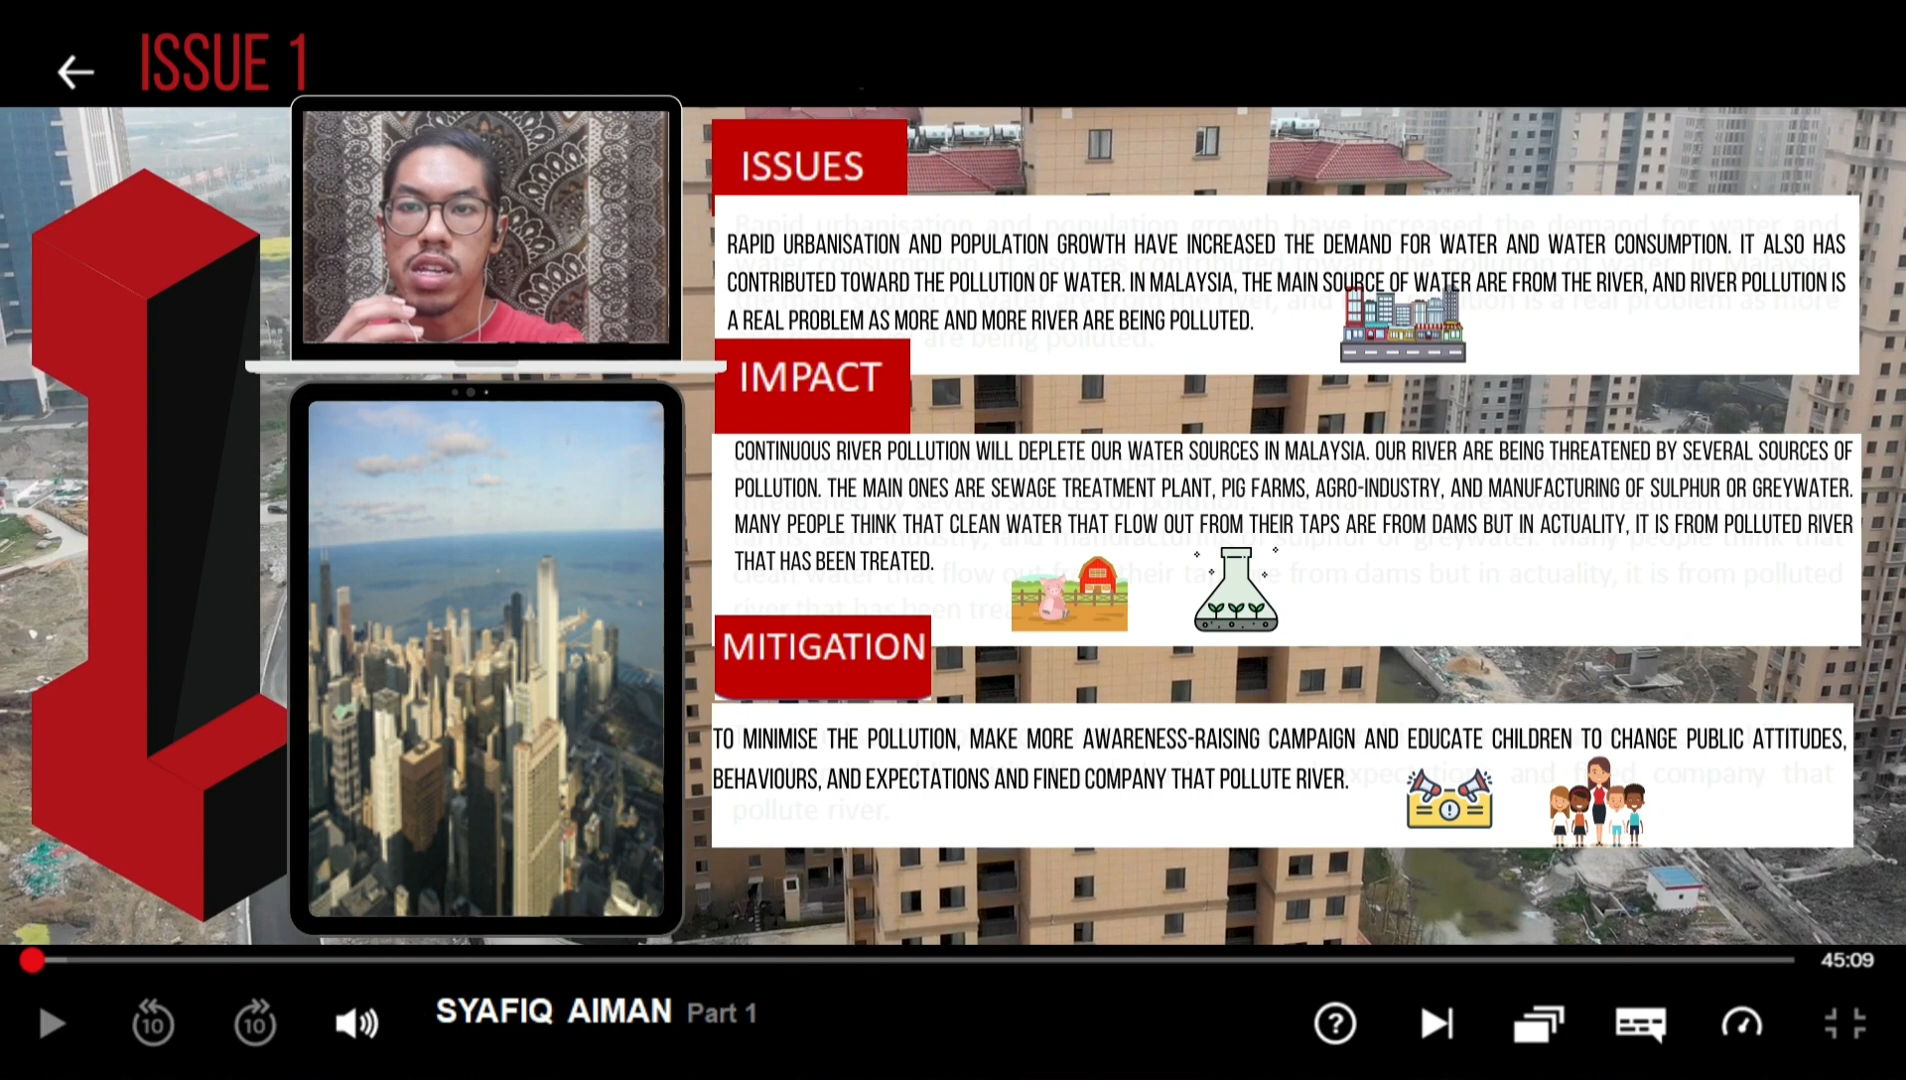 ISSUE 1
ISSUES
RAPID URBANISATION AND POPULATION GROWTH HAVE INCREASED THE DEMAND FOR WATER AND WATER CONSUMPTION. IT ALSO HAS
CONTRIBUTED TOWARD THE POLLUTION OF WATER. IN MALAYSIA, THE MAIN SOURCE OF WATER ARE FROM THE RIVER, AND RIVER POLLUTION IS
A REAL PROBLEM AS MORE AND MORE RIVER ARE BEING POLLUTED.
IMPACT
CONTINUOUS RIVER POLLUTION WILL DEPLETE OUR WATER SOURCES IN MALAYSIA. OUR RIVER ARE BEING THREATENED BY SEVERAL SOURCES OF
POLLUTION. THE MAIN ONES ARE SEWAGE TREATMENT PLANT, PIG FARMS, AGRO-INDUSTRY, AND MANUFACTURING OF SULPHUR OR GREYWATER.
MANY PEOPLE THINK THAT CLEAN WATER THAT FLOW OUT FROM THEIR TAPS ARE FROM DAMS BUT IN ACTUALITY, IT IS FROM POLLUTED RIVER
THAT HAS BEEN TREATED.
MITIGATION
TO MINIMISE THE POLLUTION, MAKE MORE AWARENESS-RAISING CAMPAIGN AND EDUCATE CHILDREN TO CHANGE PUBLIC ATTITUDES,
BEHAVIOURS, AND EXPECTATIONS AND FINED COMPANY THAT POLLUTE RIVER.
45:09
10 10 SYAFIQ AIMAN Part 1 ?